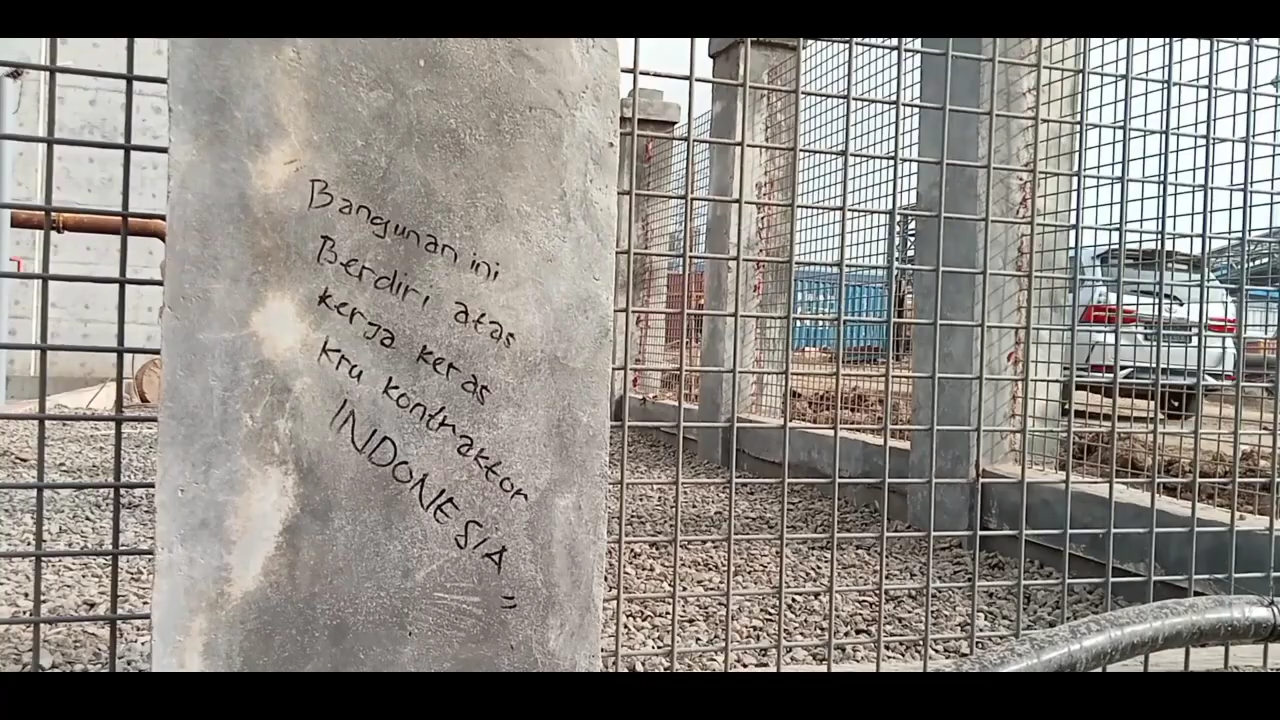 Bangunan ini
Berdiri atas
kerja keras
kru kontraktor
INDONESIA "